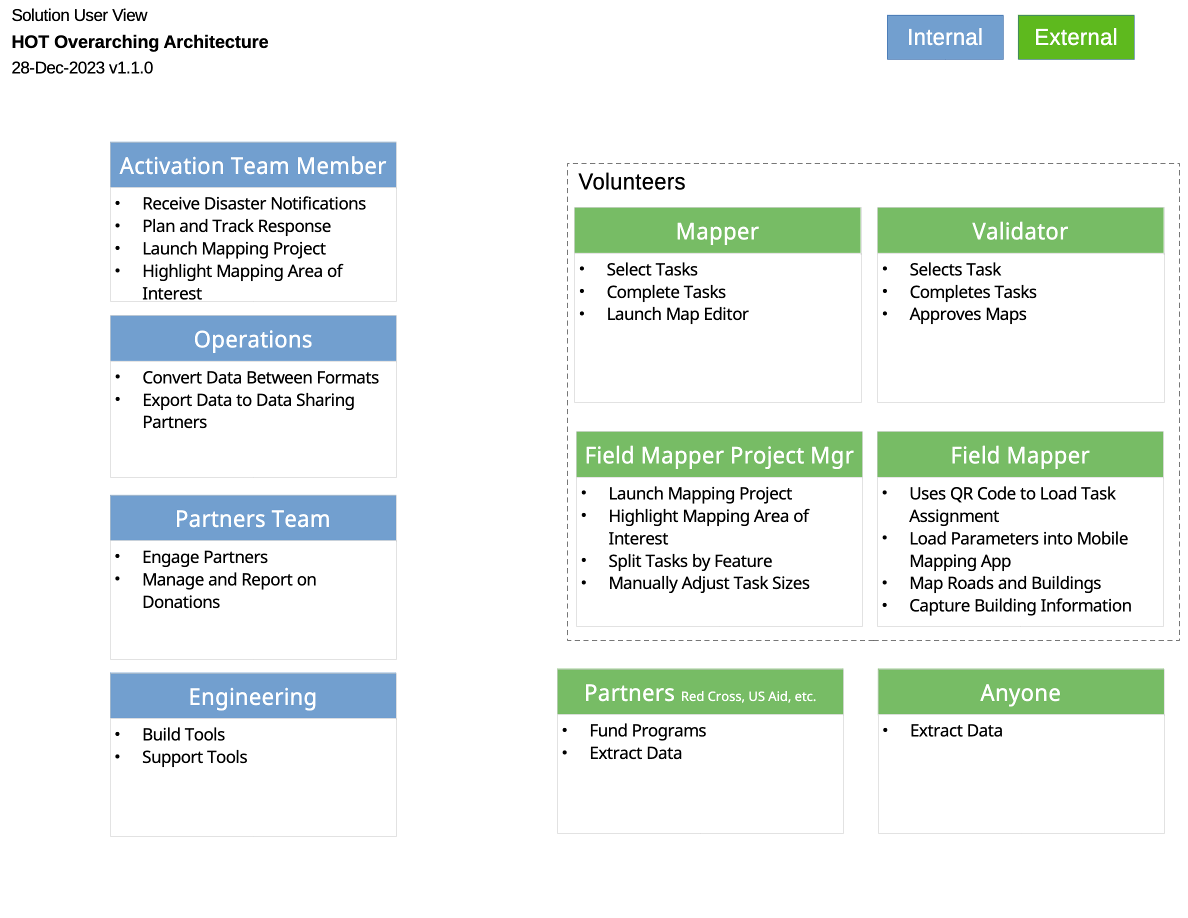 Solution User View
HOT Overarching Architecture
28-Dec-2023 v1.1.0
Internal
External
Activation Team Member
• Receive Disaster Notifications
• Plan and Track Response
• Launch Mapping Project
• Highlight Mapping Area of
Interest
Operations
• Convert Data Between Formats
• Export Data to Data Sharing
Partners
Partners Team
• Engage Partners
• Manage and Report on
Donations
Engineering
• Build Tools
• Support Tools
Volunteers
Mapper
• Select Tasks
• Complete Tasks
• Launch Map Editor
Validator
• Selects Task
• Completes Tasks
• Approves Maps
Field Mapper Project Mgr
• Launch Mapping Project
• Highlight Mapping Area of
Interest
• Split Tasks by Feature
• Manually Adjust Task Sizes
Field Mapper
• Uses QR Code to Load Task
Assignment
• Load Parameters into Mobile
Mapping App
• Map Roads and Buildings
• Capture Building Information
Partners Red Cross, US Aid, etc.
• Fund Programs
• Extract Data
Anyone
• Extract Data